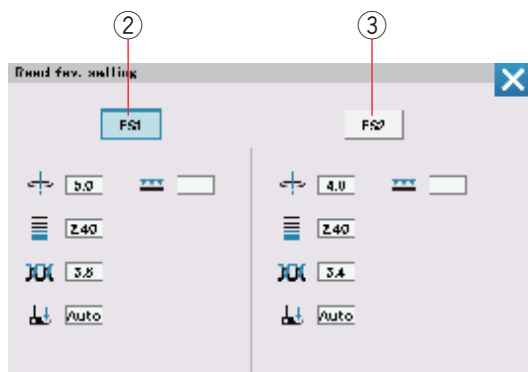 ② ③
Read fav. setting
FS1 FS2
5.0 4.0
2.40 2.40
3.8 3.4
Auto Auto